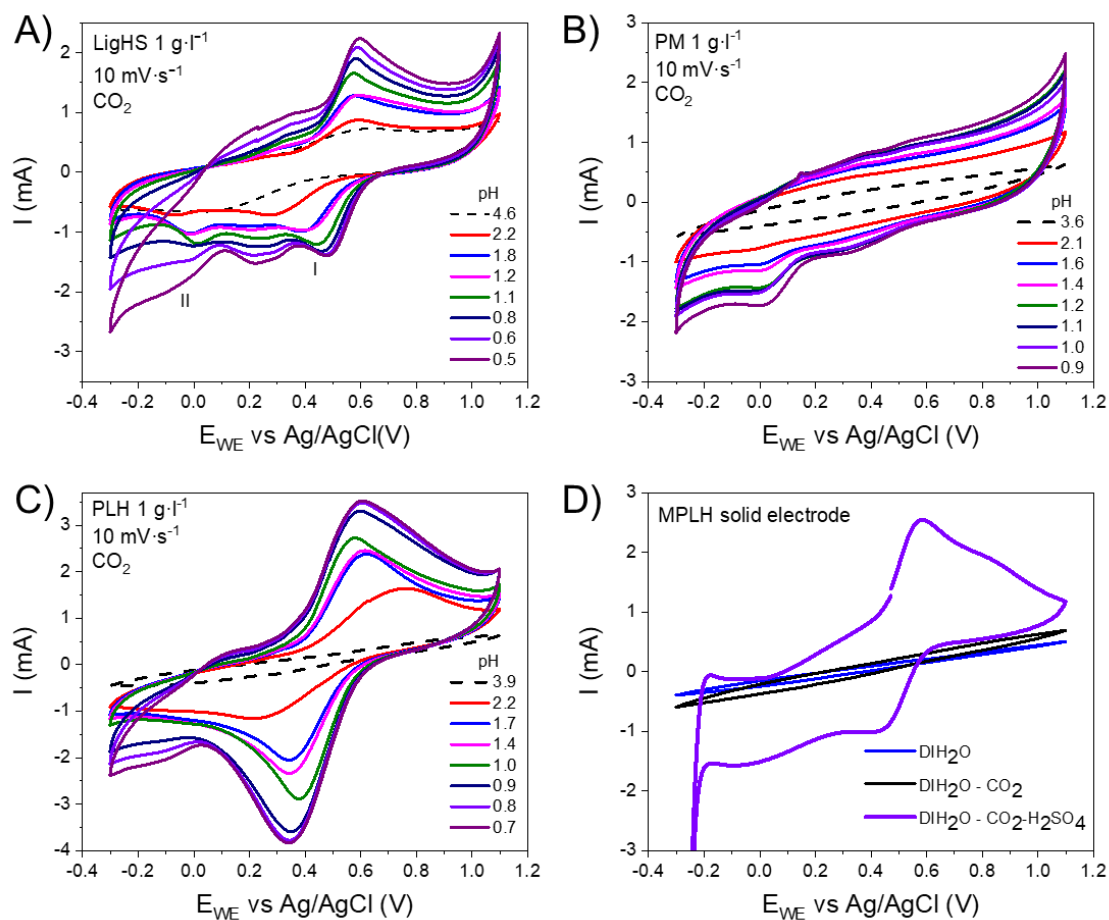 A)
LigHS 1 g·l⁻¹
10 mV·s⁻¹
CO₂
I (mA)
2
1
0
-1
-2
-3
I
II
pH
4.6
2.2
1.8
1.2
1.1
0.8
0.6
0.5
-0.4 -0.2 0.0 0.2 0.4 0.6 0.8 1.0 1.2
E_WE vs Ag/AgCl(V)
B)
PM 1 g·l⁻¹
10 mV·s⁻¹
CO₂
I (mA)
3
2
1
0
-1
-2
-3
pH
3.6
2.1
1.6
1.4
1.2
1.1
1.0
0.9
-0.4 -0.2 0.0 0.2 0.4 0.6 0.8 1.0 1.2
E_WE vs Ag/AgCl (V)
C)
PLH 1 g·l⁻¹
10 mV·s⁻¹
CO₂
I (mA)
3
2
1
0
-1
-2
-3
-4
pH
3.9
2.2
1.7
1.4
1.0
0.9
0.8
0.7
-0.4 -0.2 0.0 0.2 0.4 0.6 0.8 1.0 1.2
E_WE vs Ag/AgCl (V)
D)
MPLH solid electrode
I (mA)
3
2
1
0
-1
-2
-3
DIH₂O
DIH₂O - CO₂
DIH₂O - CO₂-H₂SO₄
-0.4 -0.2 0.0 0.2 0.4 0.6 0.8 1.0 1.2
E_WE vs Ag/AgCl (V)